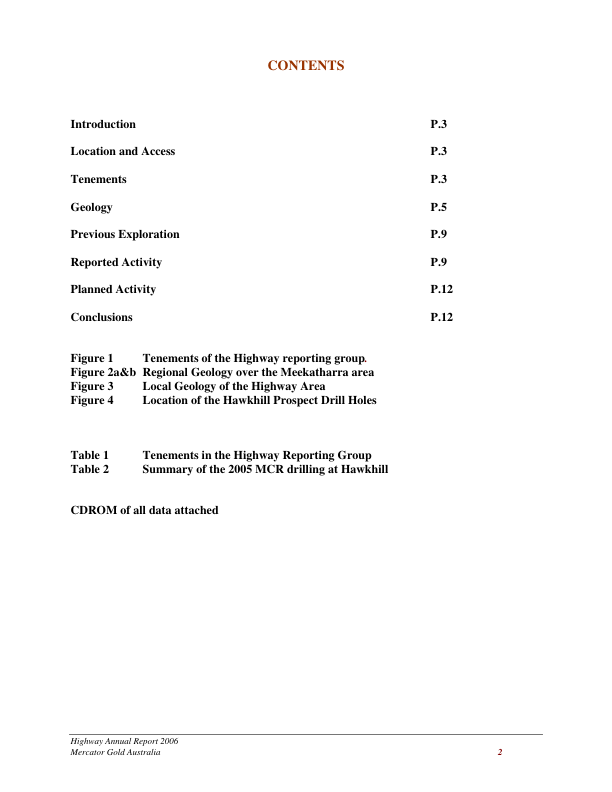 CONTENTS
Introduction P.3
Location and Access P.3
Tenements P.3
Geology P.5
Previous Exploration P.9
Reported Activity P.9
Planned Activity P.12
Conclusions P.12
Figure 1 Tenements of the Highway reporting group.
Figure 2a&b Regional Geology over the Meekatharra area
Figure 3 Local Geology of the Highway Area
Figure 4 Location of the Hawkhill Prospect Drill Holes
Table 1 Tenements in the Highway Reporting Group
Table 2 Summary of the 2005 MCR drilling at Hawkhill
CDROM of all data attached
Highway Annual Report 2006
Mercator Gold Australia 2